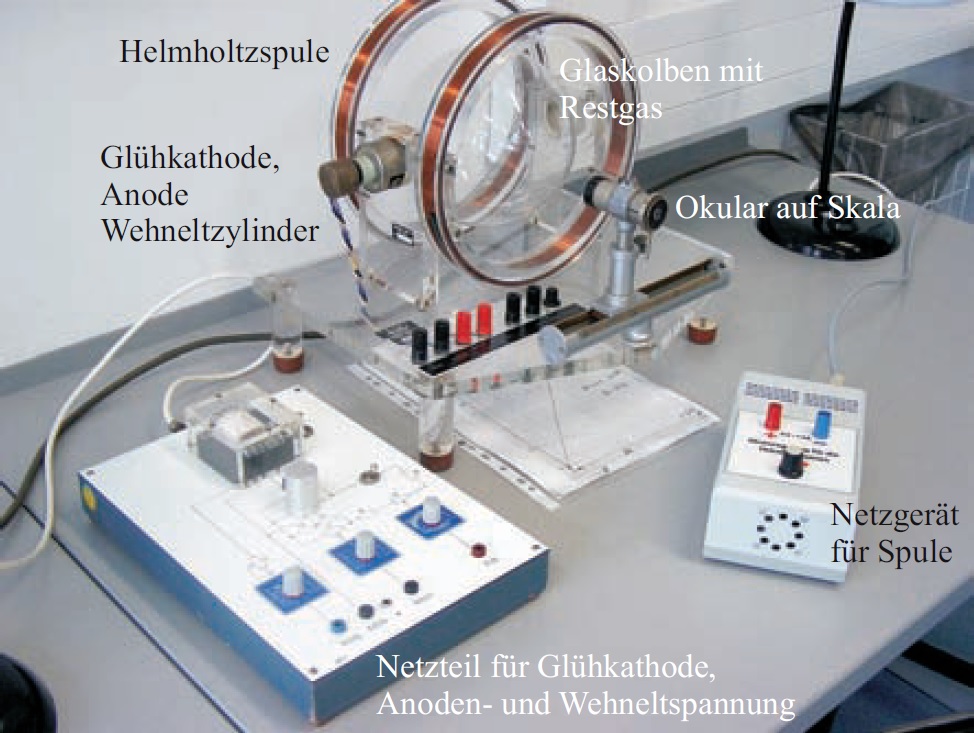 Helmholtzspule
Glaskolben mit
Restgas
Glühkathode,
Anode
Wehneltzylinder
Okular auf Skala
Netzgerät
für Spule
Netzteil für Glühkathode,
Anoden- und Wehneltspannung